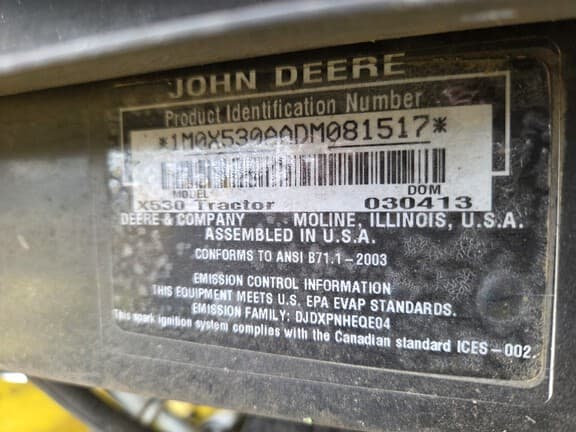 JOHN DEERE
Product Identification Number
*1M0X530AADM081517*
MODEL DOM
X530 Tractor 030413
DEERE & COMPANY MOLINE, ILLINOIS, U.S.A.
ASSEMBLED IN U.S.A.
CONFORMS TO ANSI B71.1-2003
EMISSION CONTROL INFORMATION
THIS EQUIPMENT MEETS U.S. EPA EVAP STANDARDS.
EMISSION FAMILY: DJDXPNHEQE04
This spark ignition system complies with the Canadian standard ICES-002.